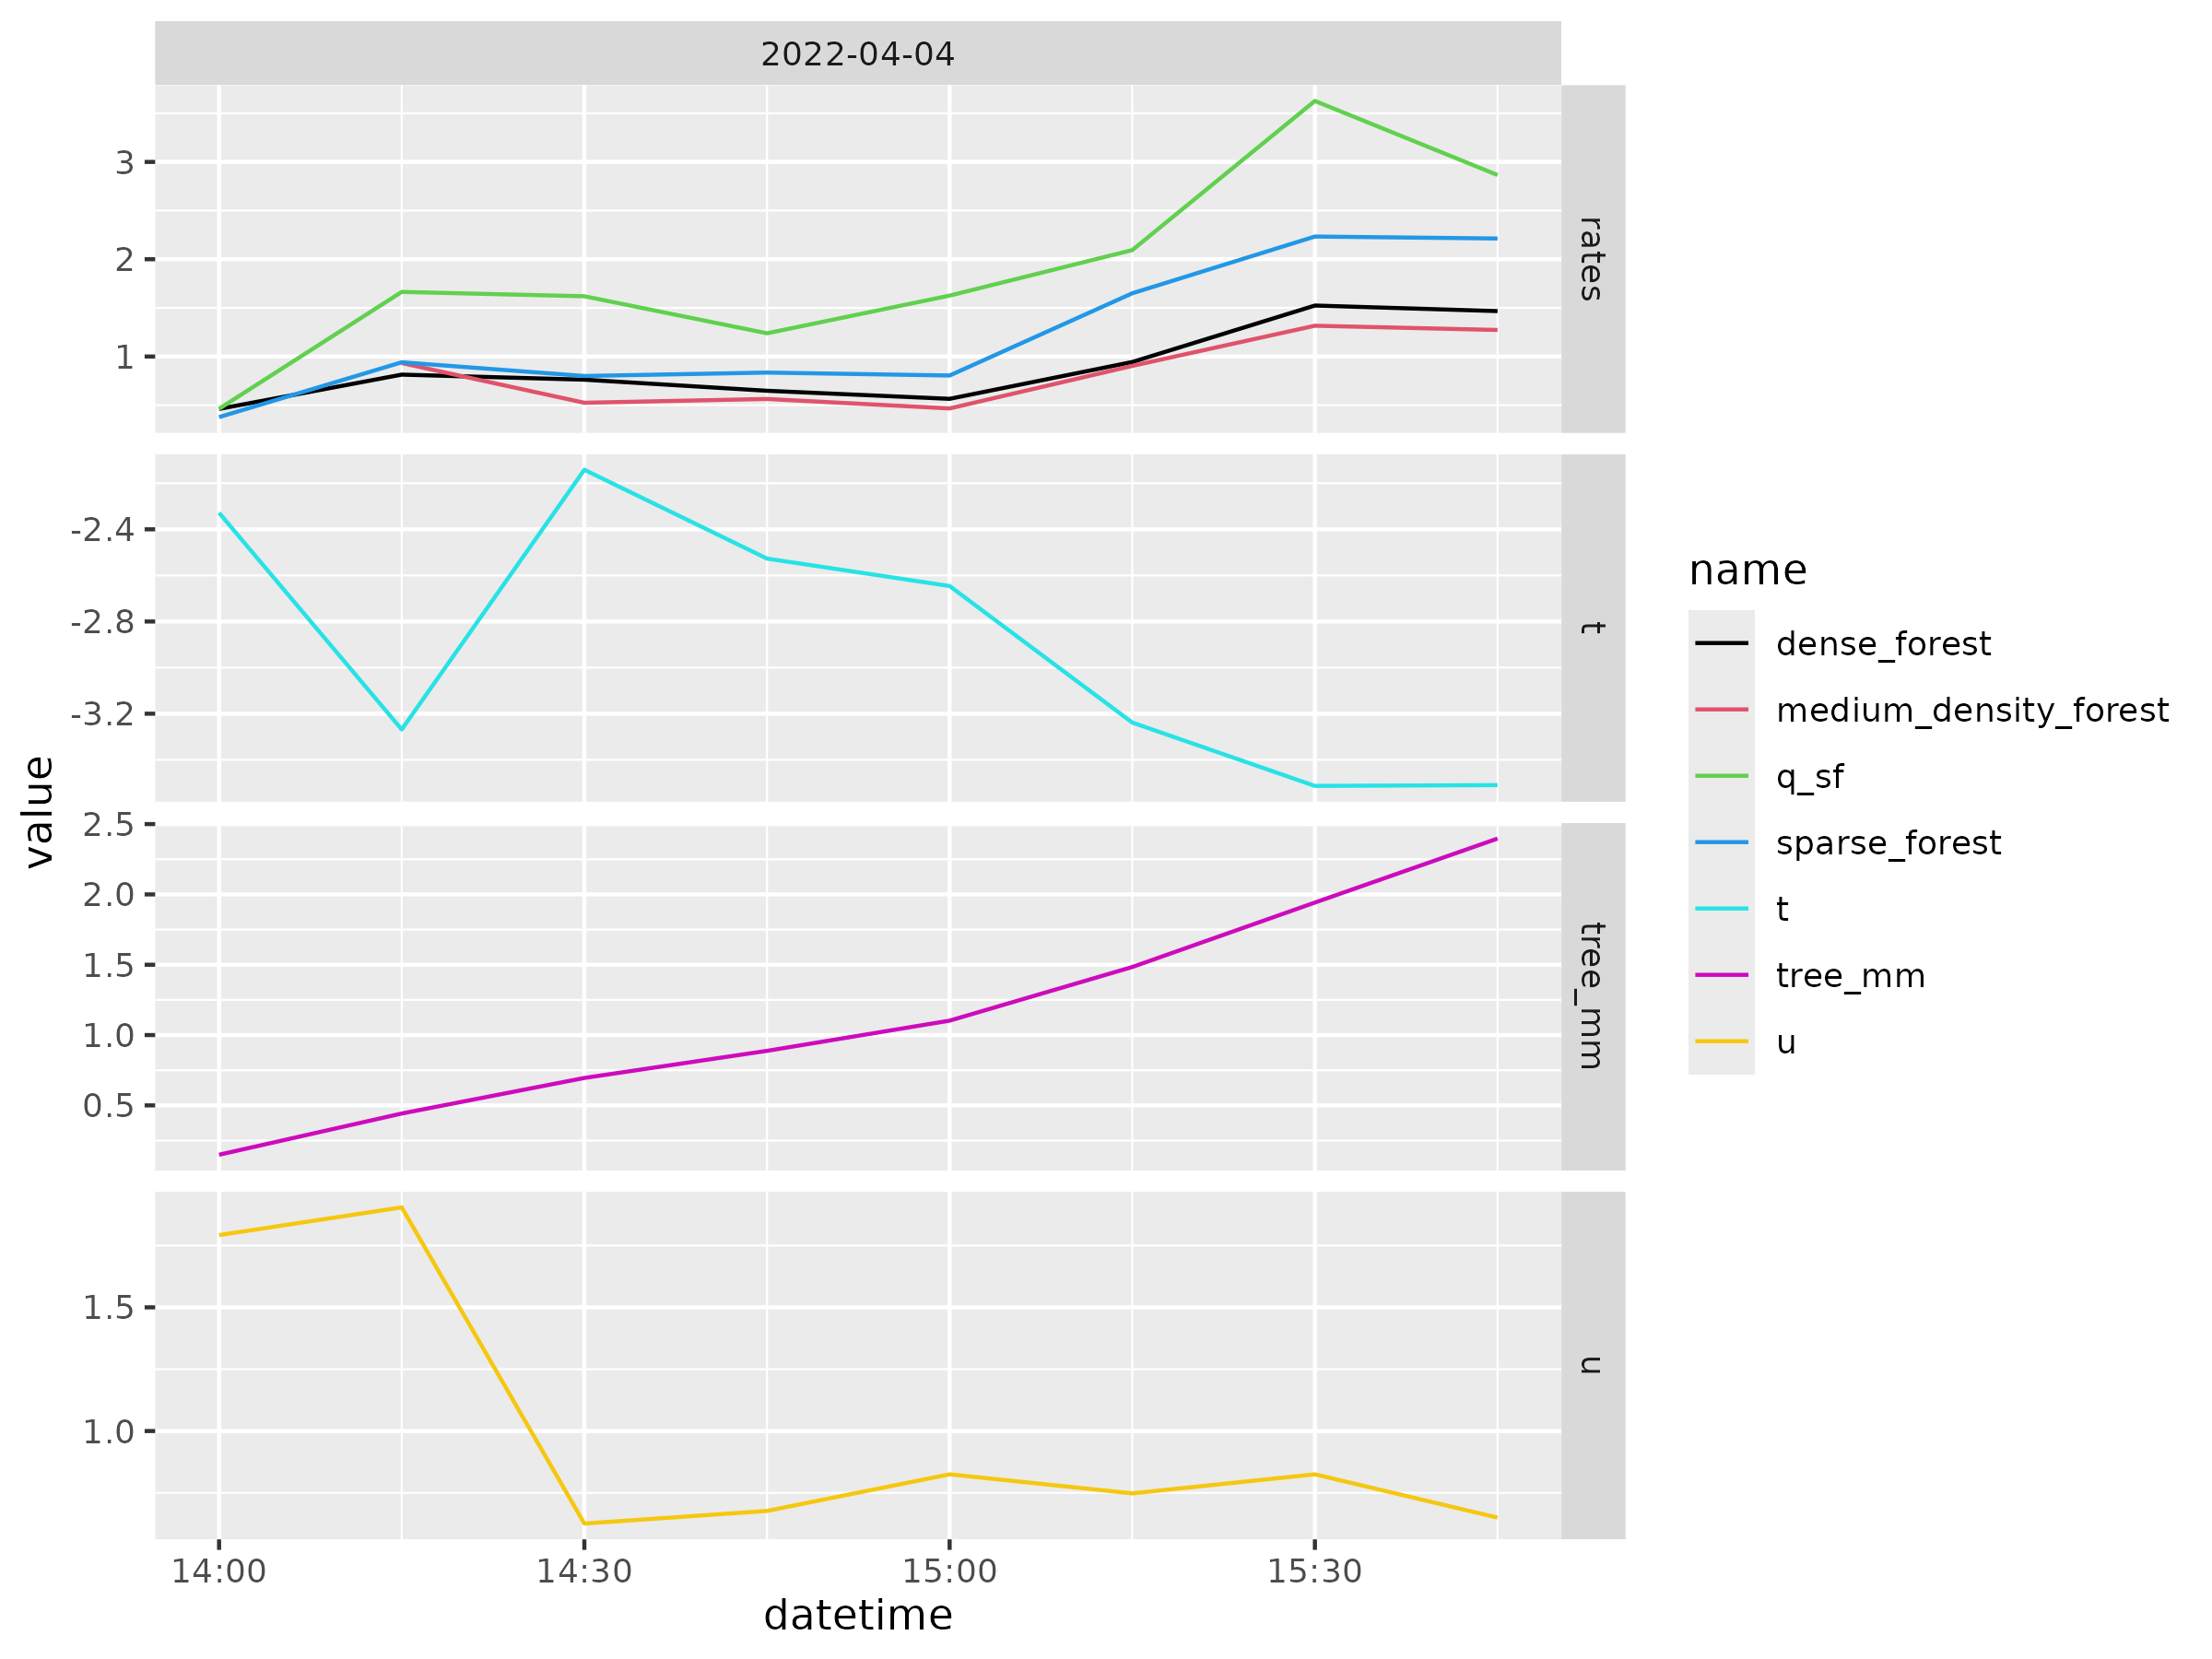 2022-04-04
3
2
1
rates
-2.4
-2.8
-3.2
t
2.5
2.0
1.5
1.0
0.5
tree_mm
1.5
1.0
u
14:00
14:30
15:00
15:30
datetime
value
name
dense_forest
medium_density_forest
q_sf
sparse_forest
t
tree_mm
u